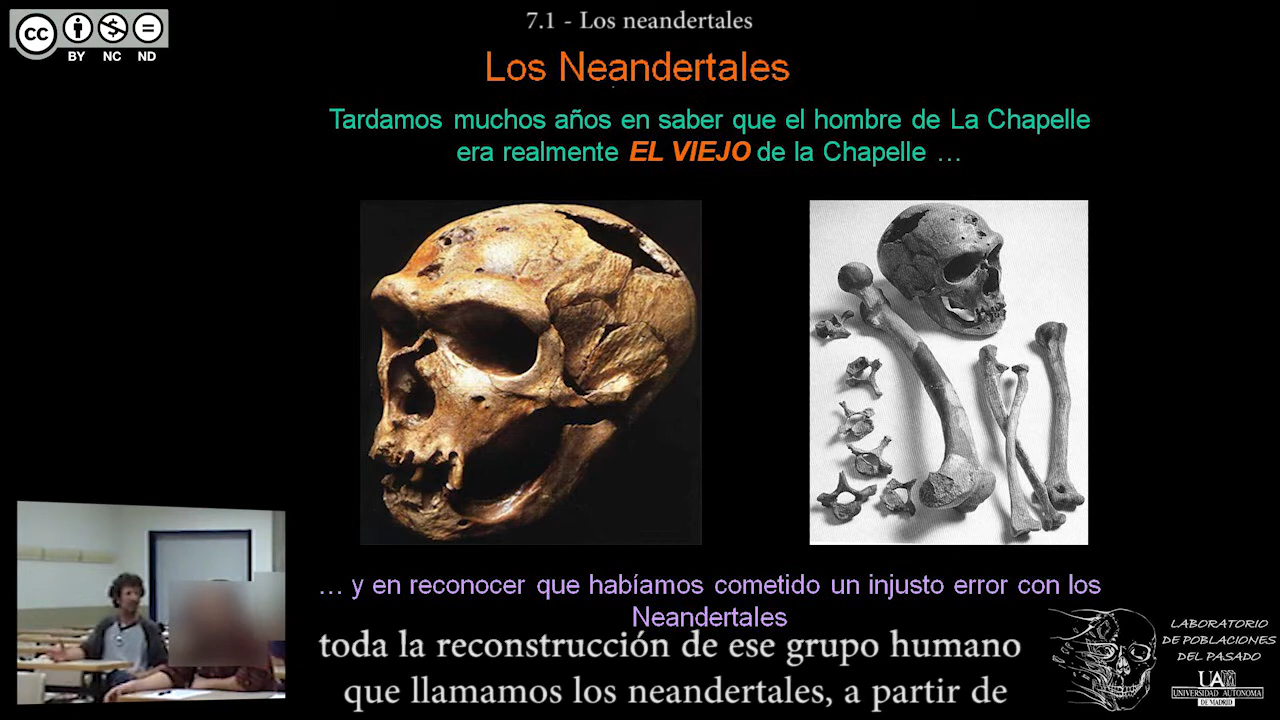 7.1 - Los neandertales
cc
BY NC ND
Los Neandertales
Tardamos muchos años en saber que el hombre de La Chapelle
era realmente EL VIEJO de la Chapelle …
… y en reconocer que habíamos cometido un injusto error con los
Neandertales
toda la reconstrucción de ese grupo humano
que llamamos los neandertales, a partir de
LABORATORIO
DE POBLACIONES
DEL PASADO
UAM
UNIVERSIDAD AUTONOMA
DE MADRID